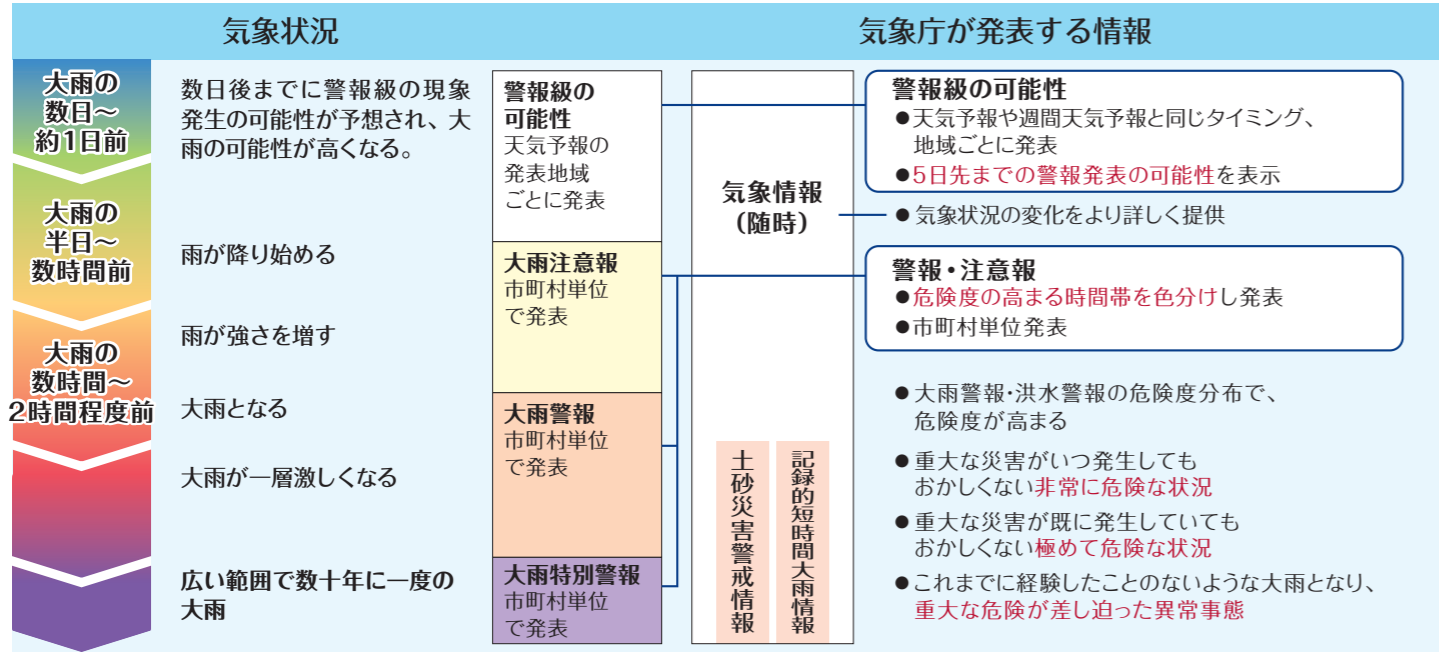 気象状況
気象庁が発表する情報
大雨の
数日～
約1日前
大雨の
半日～
数時間前
大雨の
数時間～
2時間程度前
数日後までに警報級の現象
発生の可能性が予想され、大
雨の可能性が高くなる。
雨が降り始める
雨が強さを増す
大雨となる
大雨が一層激しくなる
広い範囲で数十年に一度の
大雨
警報級の
可能性
天気予報の
発表地域
ごとに発表
大雨注意報
市町村単位
で発表
大雨警報
市町村単位
で発表
大雨特別警報
市町村単位
で発表
気象情報
（随時）
土砂災害警戒情報
記録的短時間大雨情報
警報級の可能性
●天気予報や週間天気予報と同じタイミング、
地域ごとに発表
●5日先までの警報発表の可能性を表示
●気象状況の変化をより詳しく提供
警報・注意報
●危険度の高まる時間帯を色分けし発表
●市町村単位発表
●大雨警報・洪水警報の危険度分布で、
危険度が高まる
●重大な災害がいつ発生しても
おかしくない非常に危険な状況
●重大な災害が既に発生していても
おかしくない極めて危険な状況
●これまでに経験したことのないような大雨となり、
重大な危険が差し迫った異常事態